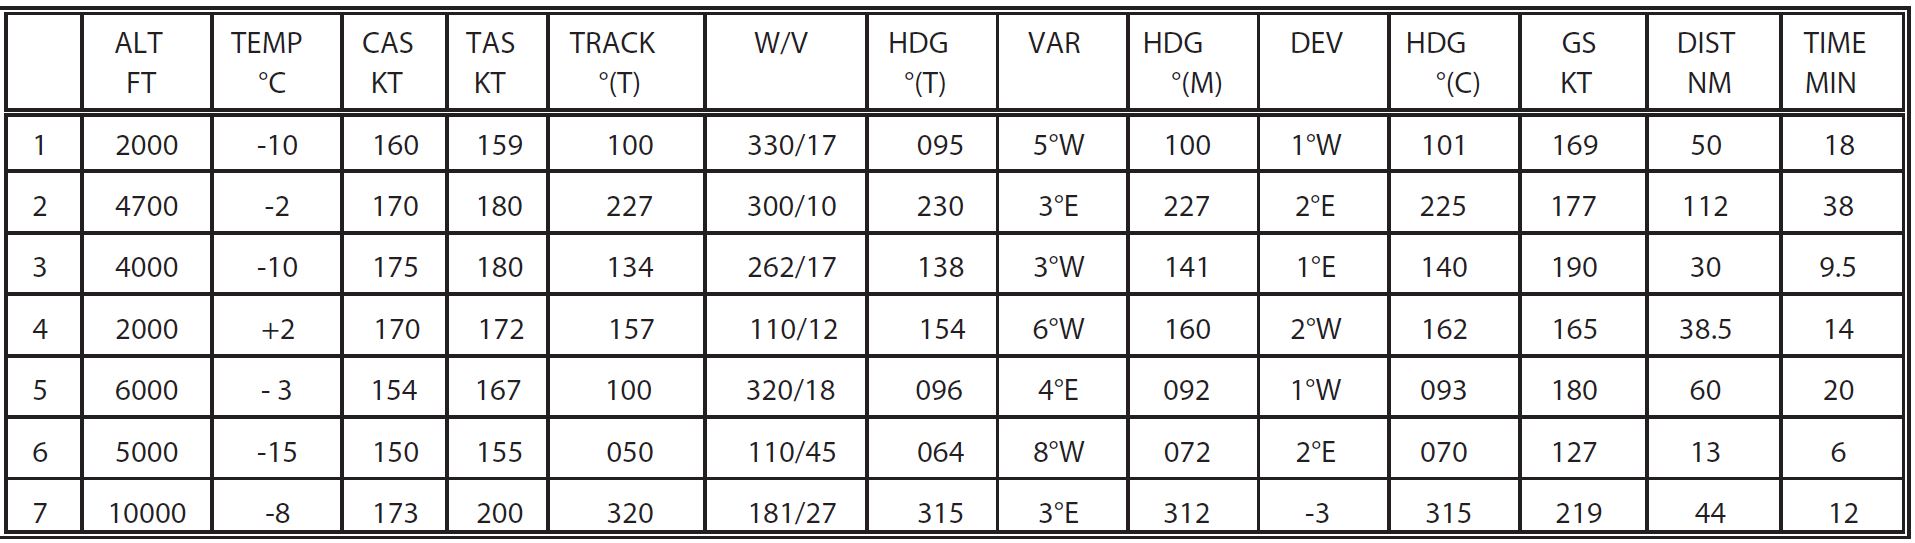 ALT TEMP CAS TAS TRACK W/V HDG VAR HDG DEV HDG GS DIST TIME
FT °C KT KT °(T) °(T) °(M) °(C) KT NM MIN
1 2000 -10 160 159 100 330/17 095 5°W 100 1°W 101 169 50 18
2 4700 -2 170 180 227 300/10 230 3°E 227 2°E 225 177 112 38
3 4000 -10 175 180 134 262/17 138 3°W 141 1°E 140 190 30 9.5
4 2000 +2 170 172 157 110/12 154 6°W 160 2°W 162 165 38.5 14
5 6000 - 3 154 167 100 320/18 096 4°E 092 1°W 093 180 60 20
6 5000 -15 150 155 050 110/45 064 8°W 072 2°E 070 127 13 6
7 10000 -8 173 200 320 181/27 315 3°E 312 -3 315 219 44 12